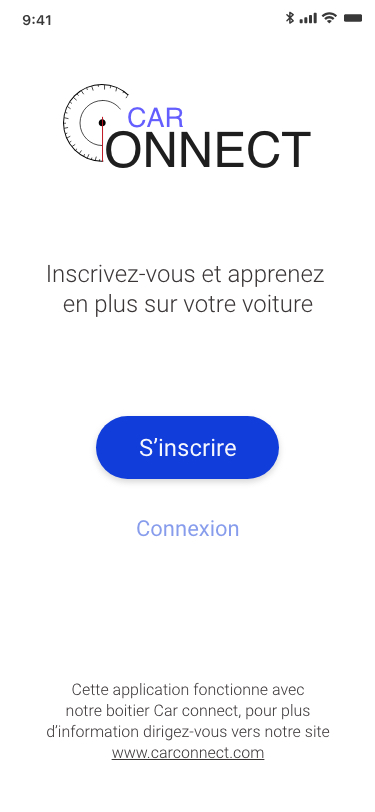 9:41
CAR
CONNECT
Inscrivez-vous et apprenez
en plus sur votre voiture
S’inscrire
Connexion
Cette application fonctionne avec
notre boitier Car connect, pour plus
d’information dirigez-vous vers notre site
www.carconnect.com